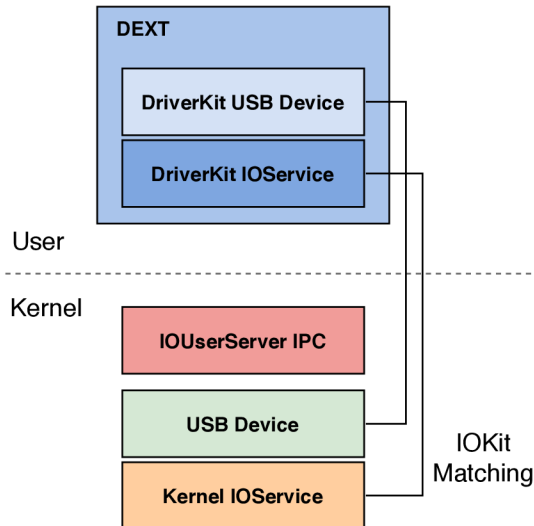 DEXT
DriverKit USB Device
DriverKit IOService
User
Kernel
IOUserServer IPC
USB Device
IOKit
Matching
Kernel IOService